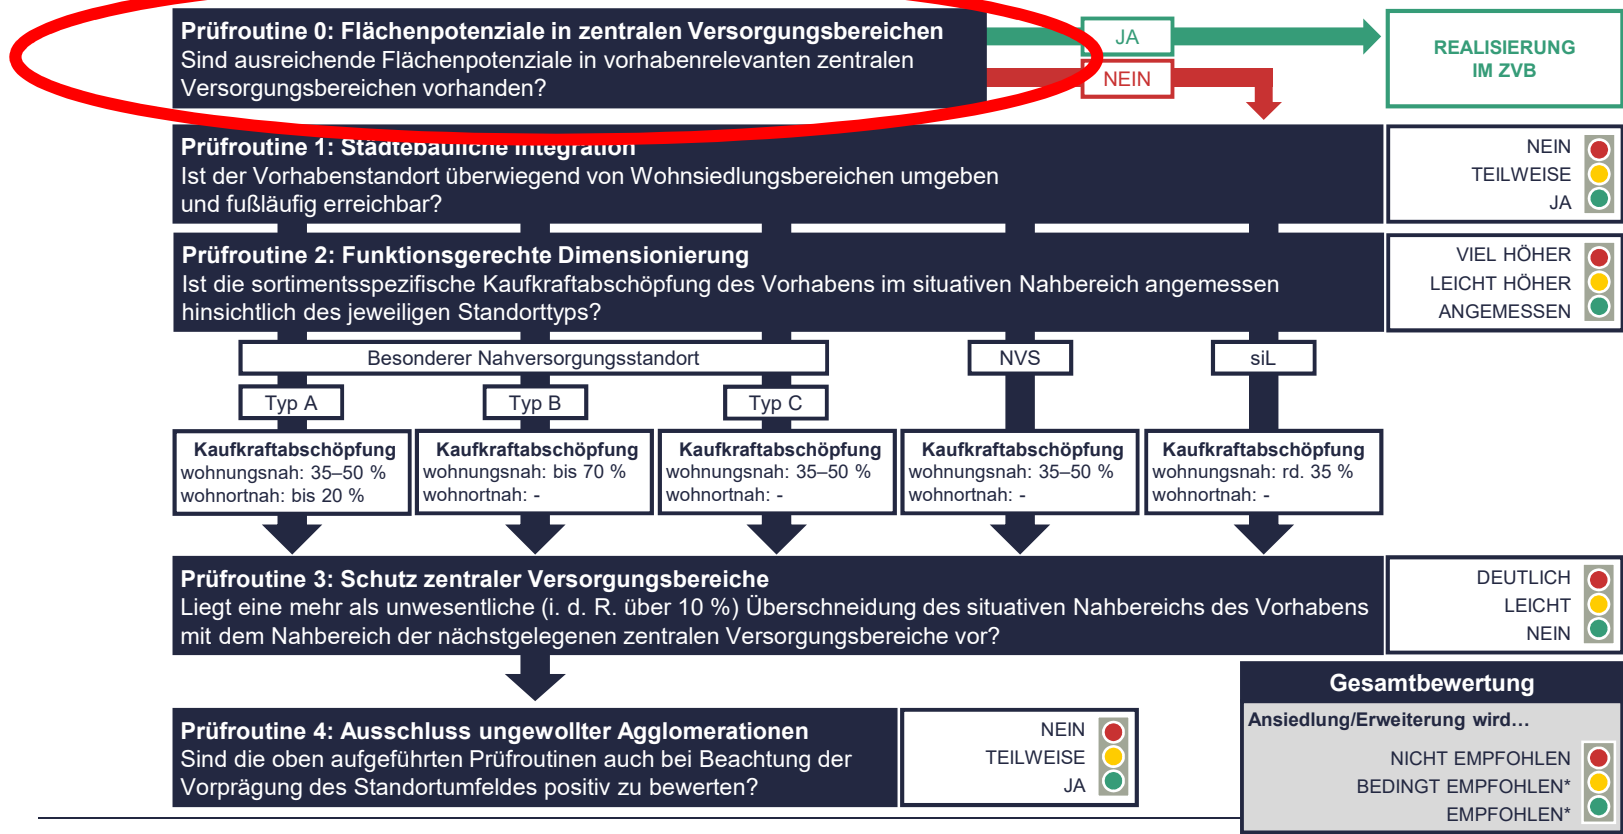 Prüfroutine 0: Flächenpotenziale in zentralen Versorgungsbereichen
Sind ausreichende Flächenpotenziale in vorhabenrelevanten zentralen
Versorgungsbereichen vorhanden?
JA
NEIN
REALISIERUNG
IM ZVB
Prüfroutine 1: Städtebauliche Integration
Ist der Vorhabenstandort überwiegend von Wohnsiedlungsbereichen umgeben
und fußläufig erreichbar?
NEIN
TEILWEISE
JA
Prüfroutine 2: Funktionsgerechte Dimensionierung
Ist die sortimentsspezifische Kaufkraftabschöpfung des Vorhabens im situativen Nahbereich angemessen
hinsichtlich des jeweiligen Standorttyps?
VIEL HÖHER
LEICHT HÖHER
ANGEMESSEN
Besonderer Nahversorgungsstandort
NVS
siL
Typ A
Typ B
Typ C
Kaufkraftabschöpfung
wohnungsnah: 35–50 %
wohnortnah: bis 20 %
Kaufkraftabschöpfung
wohnungsnah: bis 70 %
wohnortnah: -
Kaufkraftabschöpfung
wohnungsnah: 35–50 %
wohnortnah: -
Kaufkraftabschöpfung
wohnungsnah: 35–50 %
wohnortnah: -
Kaufkraftabschöpfung
wohnungsnah: rd. 35 %
wohnortnah: -
Prüfroutine 3: Schutz zentraler Versorgungsbereiche
Liegt eine mehr als unwesentliche (i. d. R. über 10 %) Überschneidung des situativen Nahbereichs des Vorhabens
mit dem Nahbereich der nächstgelegenen zentralen Versorgungsbereiche vor?
DEUTLICH
LEICHT
NEIN
Prüfroutine 4: Ausschluss ungewollter Agglomerationen
Sind die oben aufgeführten Prüfroutinen auch bei Beachtung der
Vorprägung des Standortumfeldes positiv zu bewerten?
NEIN
TEILWEISE
JA
Gesamtbewertung
Ansiedlung/Erweiterung wird…
NICHT EMPFOHLEN
BEDINGT EMPFOHLEN*
EMPFOHLEN*